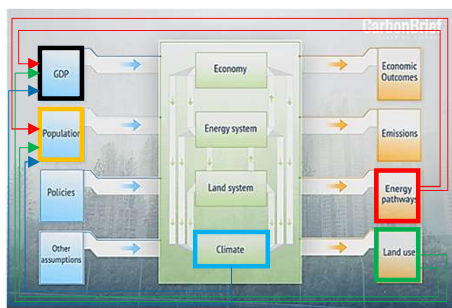 CarbonBrief
GDP
Economy
Economic
Outcomes
Population
Energy system
Emissions
Policies
Land system
Energy
pathways
Other
assumptions
Climate
Land use